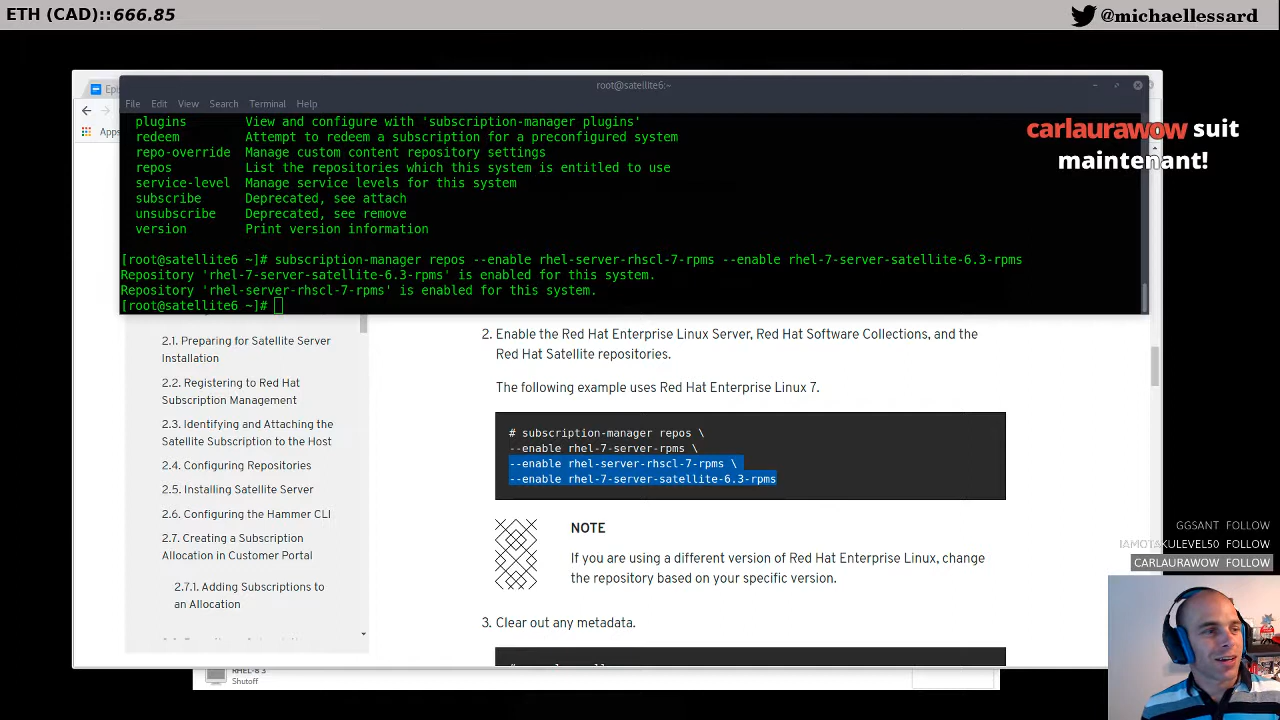 ETH (CAD)::666.85
@michaellessard
Epi
root@satellite6:~
File Edit View Search Terminal Help
Apps
plugins View and configure with 'subscription-manager plugins'
redeem Attempt to redeem a subscription for a preconfigured system
repo-override Manage custom content repository settings
repos List the repositories which this system is entitled to use
service-level Manage service levels for this system
subscribe Deprecated, see attach
unsubscribe Deprecated, see remove
version Print version information
[root@satellite6 ~]# subscription-manager repos --enable rhel-server-rhscl-7-rpms --enable rhel-7-server-satellite-6.3-rpms
Repository 'rhel-7-server-satellite-6.3-rpms' is enabled for this system.
Repository 'rhel-server-rhscl-7-rpms' is enabled for this system.
[root@satellite6 ~]#
carlaurawow suit
maintenant!
2.1. Preparing for Satellite Server
Installation
2.2. Registering to Red Hat
Subscription Management
2.3. Identifying and Attaching the
Satellite Subscription to the Host
2.4. Configuring Repositories
2.5. Installing Satellite Server
2.6. Configuring the Hammer CLI
2.7. Creating a Subscription
Allocation in Customer Portal
2.7.1. Adding Subscriptions to
an Allocation
2. Enable the Red Hat Enterprise Linux Server, Red Hat Software Collections, and the
Red Hat Satellite repositories.
The following example uses Red Hat Enterprise Linux 7.
# subscription-manager repos \
--enable rhel-7-server-rpms \
--enable rhel-server-rhscl-7-rpms \
--enable rhel-7-server-satellite-6.3-rpms
NOTE
If you are using a different version of Red Hat Enterprise Linux, change
the repository based on your specific version.
3. Clear out any metadata.
GGSANT FOLLOW
IAMOTAKULEVEL50 FOLLOW
CARLAURAWOW FOLLOW
RHEL-8 3
Shutoff